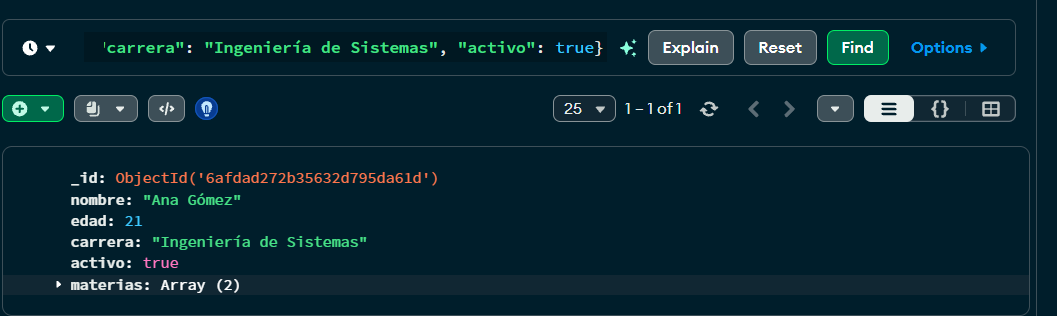 'carrera": "Ingeniería de Sistemas", "activo": true} Explain Reset Find Options
25 1 – 1 of 1 {}
_id: ObjectId('6afdad272b35632d795da61d')
nombre: "Ana Gómez"
edad: 21
carrera: "Ingeniería de Sistemas"
activo: true
materias: Array (2)